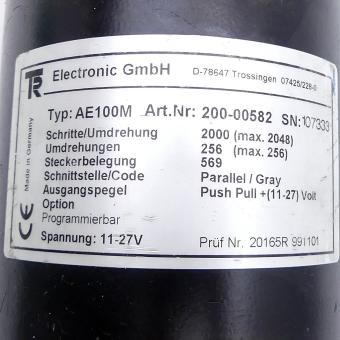 TR Electronic GmbH D-78647 Trossingen 07425/228-0
Typ: AE100M Art.Nr: 200-00582 SN: 107333
Schritte/Umdrehung 2000 (max. 2048)
Umdrehungen 256 (max. 256)
Steckerbelegung 569
Schnittstelle/Code Parallel / Gray
Ausgangspegel Push Pull +(11-27) Volt
Option
Programmierbar
Spannung: 11-27V Prüf Nr. 20165R 991101
Made in Germany
CE